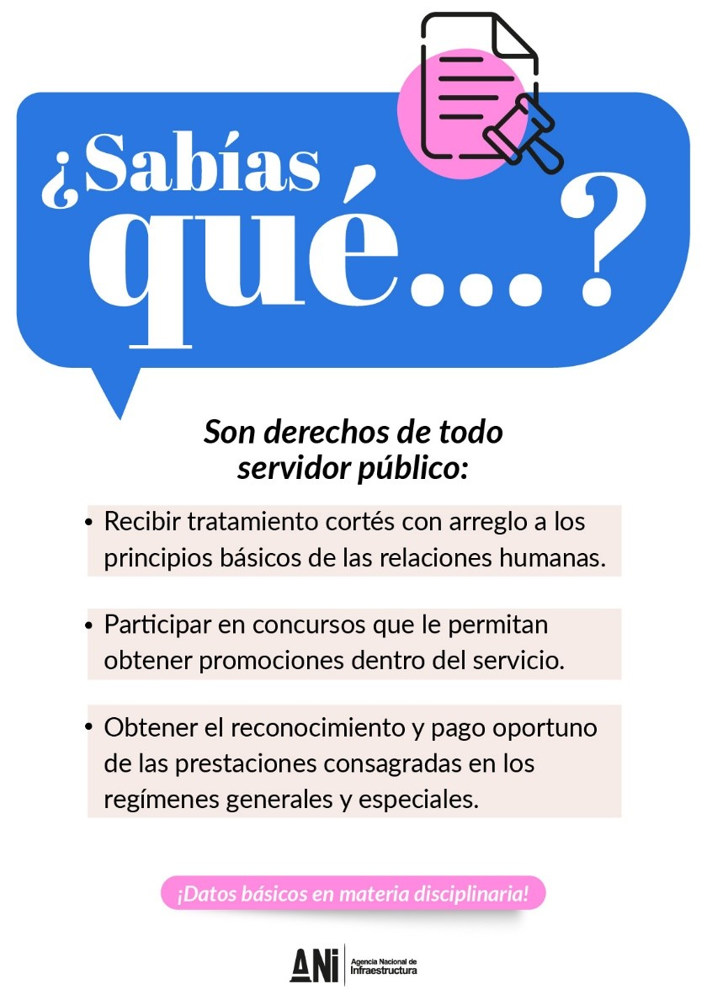 ¿Sabías
qué...?
Son derechos de todo
servidor público:
• Recibir tratamiento cortés con arreglo a los
principios básicos de las relaciones humanas.
• Participar en concursos que le permitan
obtener promociones dentro del servicio.
• Obtener el reconocimiento y pago oportuno
de las prestaciones consagradas en los
regímenes generales y especiales.
¡Datos básicos en materia disciplinaria!
ANi
Agencia Nacional de
Infraestructura